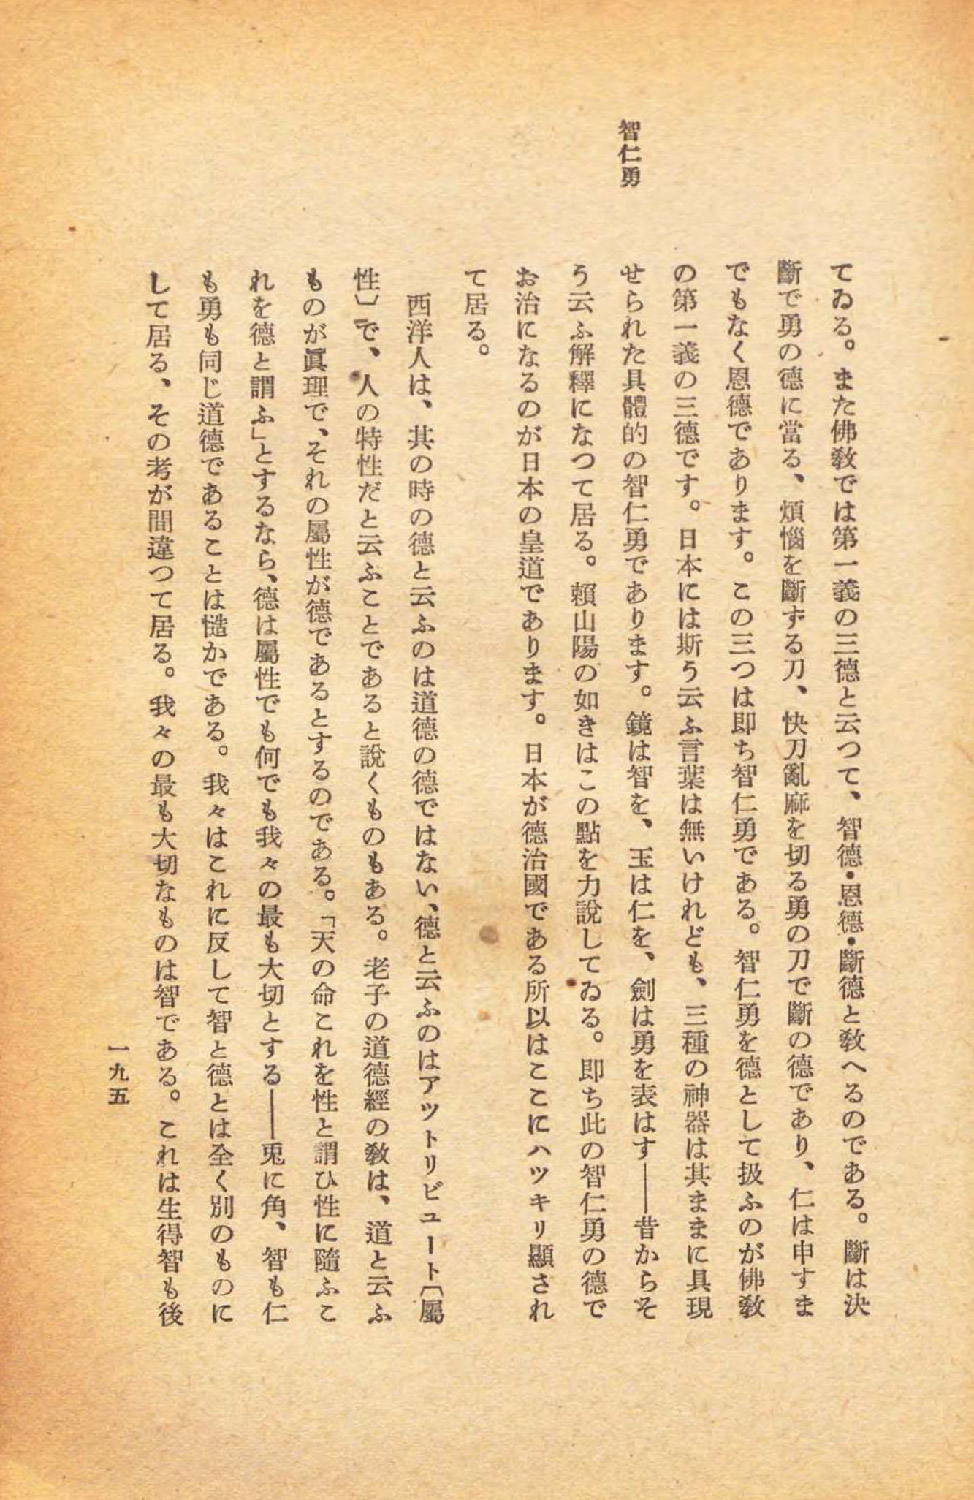 智仁勇
てゐる。また佛敎では第一義の三德と云つて、智德・恩德・斷德と敎へるのである。斷は決
斷で勇の德に當る、煩惱を斷ずる刀、快刀亂麻を切る勇の刀で斷の德であり、仁は申すま
でもなく恩德であります。この三つは即ち智仁勇である。智仁勇を德として扱ふのが佛敎
の第一義の三德です。日本には斯う云ふ言葉は無いけれども、三種の神器は其ままに具現
せられた具體的の智仁勇であります。鏡は智を、玉は仁を、劍は勇を表はす――昔からそ
う云ふ解釋になつて居る。賴山陽の如きはこの點を力說してゐる。即ち此の智仁勇の德で
お治になるのが日本の皇道であります。日本が德治國である所以はここにハツキリ顯され
て居る。
西洋人は、其の時の德と云ふのは道德の德ではない、德と云ふのはアツトリビユート〔屬
性〕で、人の特性だと云ふことであると說くものもある。老子の道德經の敎は、道と云ふ
ものが眞理で、それの屬性が德であるとするのである。「天の命これを性と謂ひ性に隨ふこ
れを德と謂ふ」とするなら、德は屬性でも何でも我々の最も大切とする――兎に角、智も仁
も勇も同じ道德であることは慥かである。我々はこれに反して智と德とは全く別のものに
して居る、その考が間違つて居る。我々の最も大切なものは智である。これは生得智も後
一九五